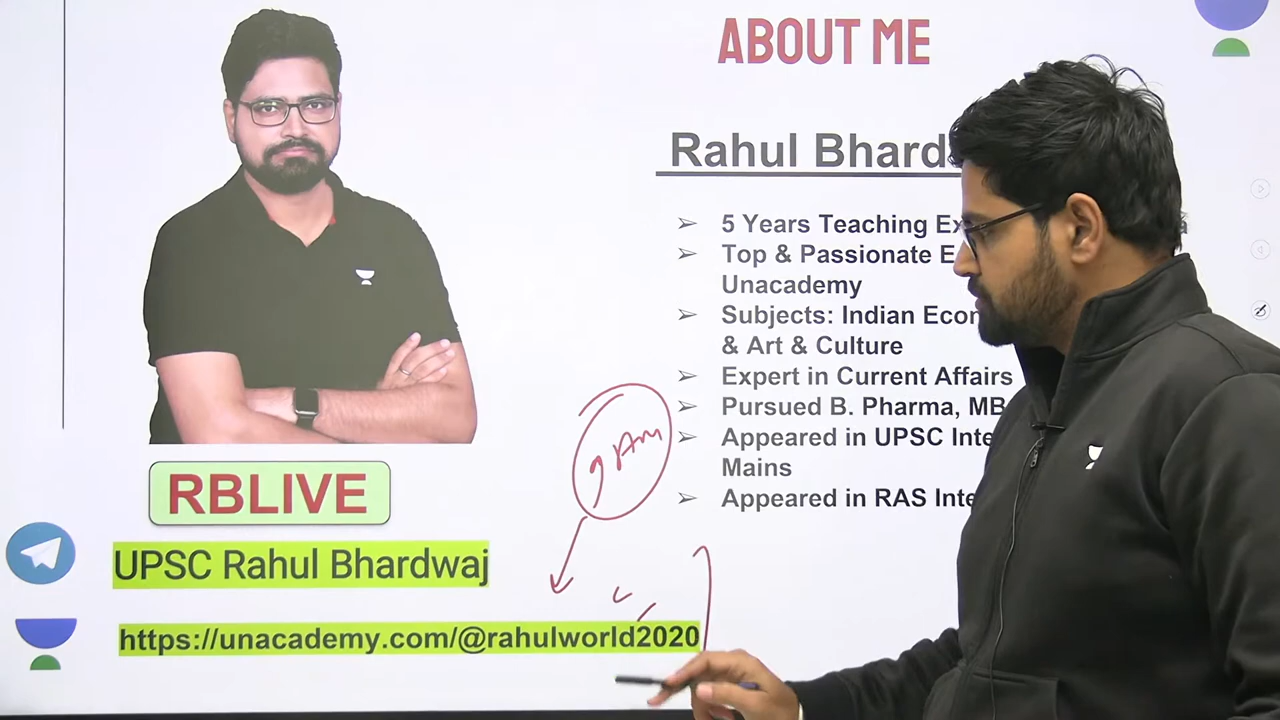 ABOUT ME
Rahul Bhard
5 Years Teaching Ex
Top & Passionate E
Unacademy
Subjects: Indian Econ
& Art & Culture
Expert in Current Affairs
Pursued B. Pharma, MB
Appeared in UPSC Inte
Mains
Appeared in RAS Inte
9 AM
RBLIVE
UPSC Rahul Bhardwaj
https://unacademy.com/@rahulworld2020